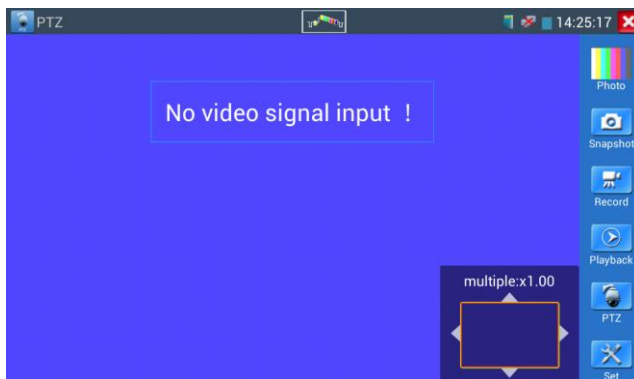 PTZ
14:25:17
No video signal input !
Photo
Snapshot
Record
Playback
multiple:x1.00
PTZ
Set